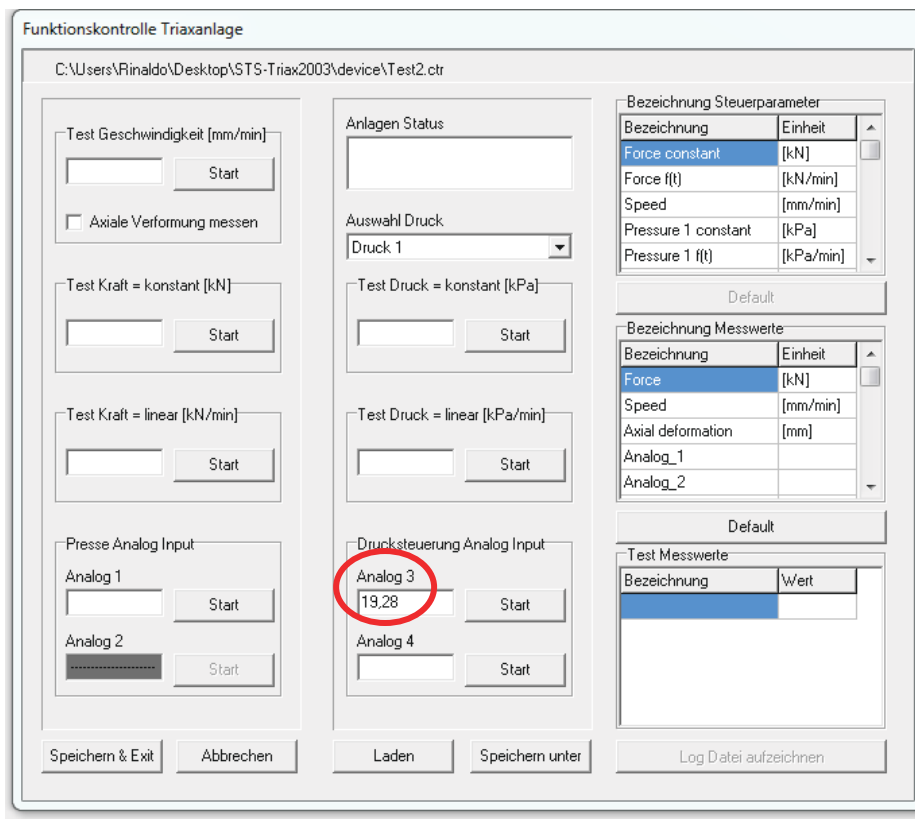 Funktionskontrolle Triaxanlage
C:\Users\Rinaldo\Desktop\STS-Triax2003\device\Test2.ctr
Test Geschwindigkeit [mm/min]
Start
Axiale Verformung messen
Test Kraft = konstant [kN]
Start
Test Kraft = linear [kN/min]
Start
Presse Analog Input
Analog 1
Start
Analog 2
--------------------
Start
Anlagen Status
Auswahl Druck
Druck 1
Test Druck = konstant [kPa]
Start
Test Druck = linear [kPa/min]
Start
Drucksteuerung Analog Input
Analog 3
19,28 Start
Analog 4
Start
Bezeichnung Steuerparameter
Bezeichnung Einheit
Force constant [kN]
Force f(t) [kN/min]
Speed [mm/min]
Pressure 1 constant [kPa]
Pressure 1 f(t) [kPa/min]
Default
Bezeichnung Messwerte
Bezeichnung Einheit
Force [kN]
Speed [mm/min]
Axial deformation [mm]
Analog_1
Analog_2
Default
Test Messwerte
Bezeichnung Wert
Speichern & Exit Abbrechen Laden Speichern unter Log Datei aufzeichnen